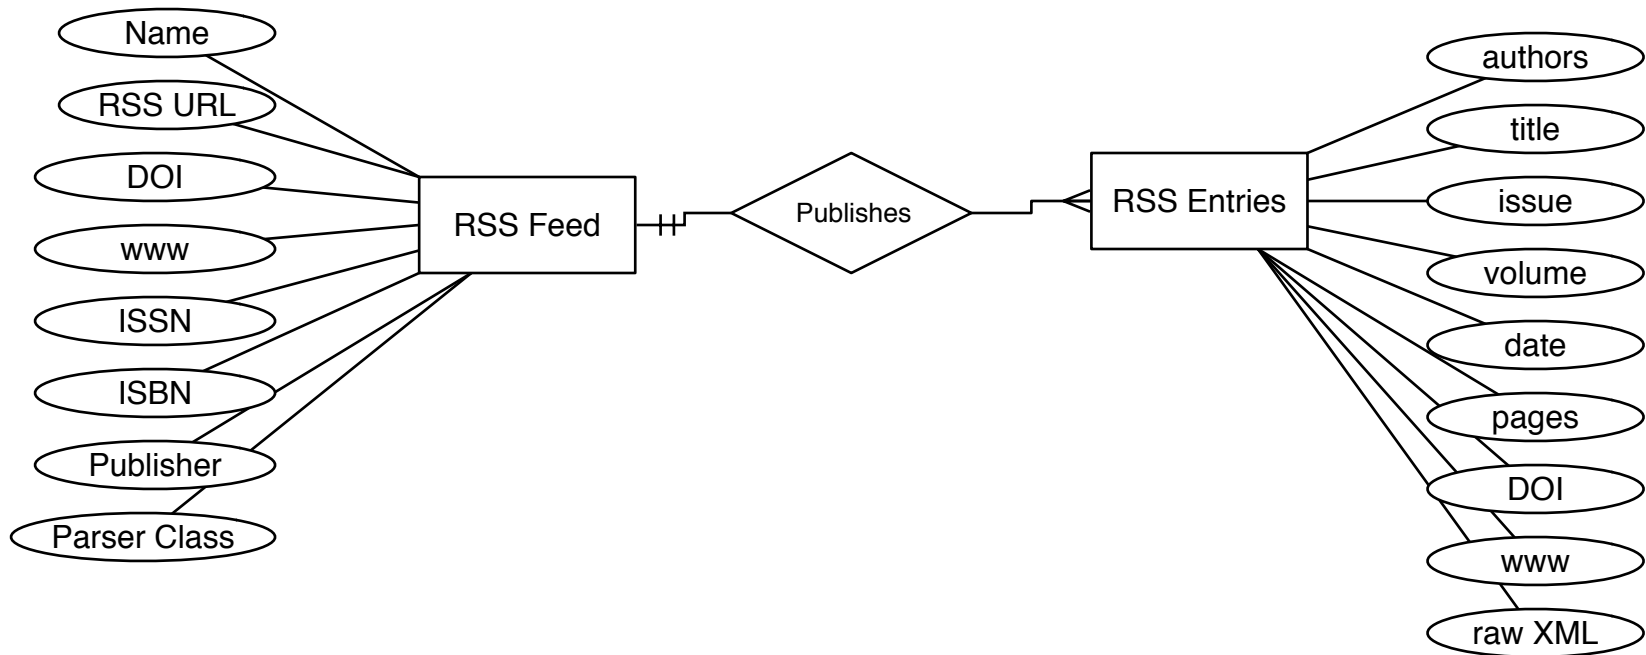 Name
RSS URL
DOI
www
ISSN
ISBN
Publisher
Parser Class
RSS Feed
Publishes
RSS Entries
authors
title
issue
volume
date
pages
DOI
www
raw XML